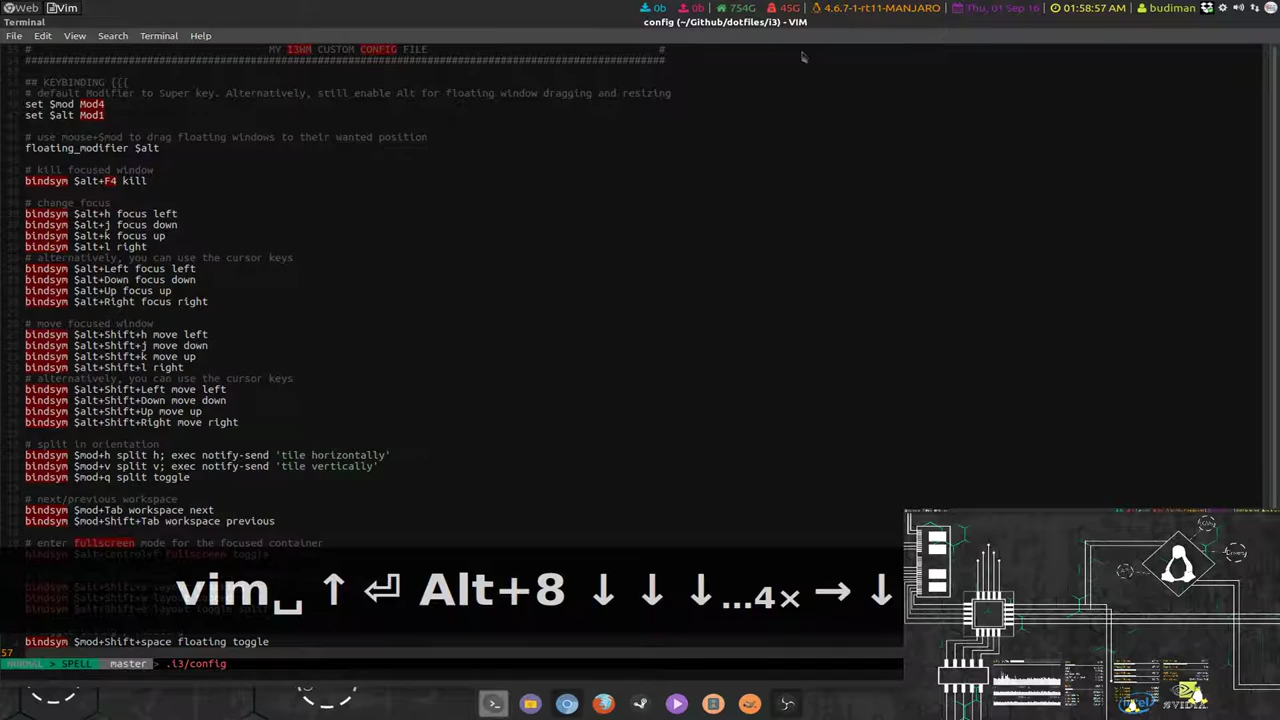 Web Vim 0b 0b 754G 45G 4.6.7-1-rt11-MANJARO Thu, 01 Sep 16 01:58:57 AM budiman
Terminal config (~/Github/dotfiles/i3) - VIM
File Edit View Search Terminal Help
# MY I3WM CUSTOM CONFIG FILE #
## KEYBINDING {{{
# default Modifier to Super key. Alternatively, still enable Alt for floating window dragging and resizing
set $mod Mod4
set $alt Mod1
# use mouse+$mod to drag floating windows to their wanted position
floating_modifier $alt
# kill focused window
bindsym $alt+F4 kill
# change focus
bindsym $alt+h focus left
bindsym $alt+j focus down
bindsym $alt+k focus up
bindsym $alt+l right
# alternatively, you can use the cursor keys
bindsym $alt+Left focus left
bindsym $alt+Down focus down
bindsym $alt+Up focus up
bindsym $alt+Right focus right
# move focused window
bindsym $alt+Shift+h move left
bindsym $alt+Shift+j move down
bindsym $alt+Shift+k move up
bindsym $alt+Shift+l right
# alternatively, you can use the cursor keys
bindsym $alt+Shift+Left move left
bindsym $alt+Shift+Down move down
bindsym $alt+Shift+Up move up
bindsym $alt+Shift+Right move right
# split in orientation
bindsym $mod+h split h; exec notify-send 'tile horizontally'
bindsym $mod+v split v; exec notify-send 'tile vertically'
bindsym $mod+q split toggle
# next/previous workspace
bindsym $mod+Tab workspace next
bindsym $mod+Shift+Tab workspace previous
# enter fullscreen mode for the focused container
bindsym $alt+Control+f fullscreen toggle
vim␣ ↑ ⏎ Alt+8 ↓ ↓ ↓...4× → ↓
bindsym $mod+Shift+space floating toggle
57
NORMAL > SPELL master > .i3/config